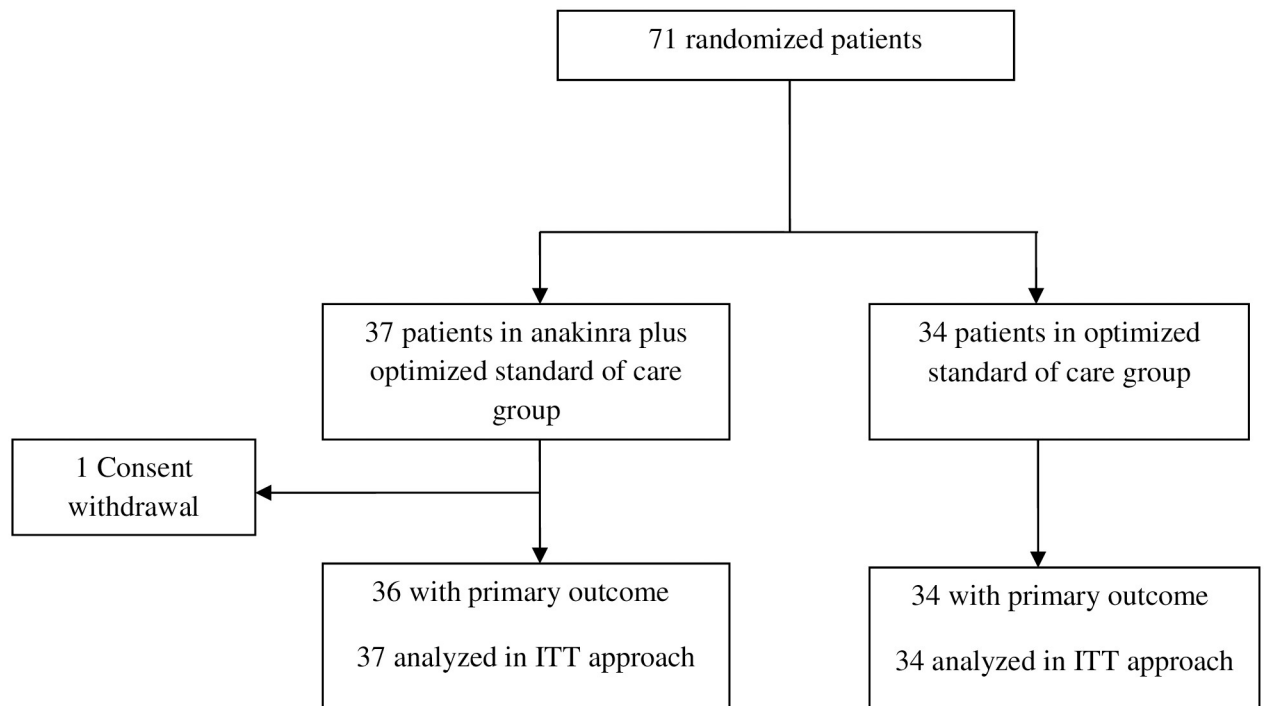 71 randomized patients
37 patients in anakinra plus
optimized standard of care
group
34 patients in optimized
standard of care group
1 Consent
withdrawal
36 with primary outcome
37 analyzed in ITT approach
34 with primary outcome
34 analyzed in ITT approach